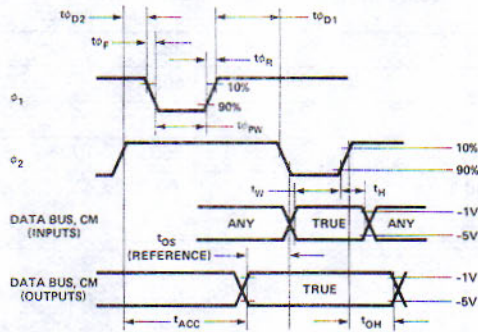 tφD2
tφD1
tφF
tφR
10%
φ1
90%
tφPW
10%
φ2
90%
tW
tH
DATA BUS, CM
(INPUTS)
ANY
TRUE
ANY
-1V
-5V
tOS
(REFERENCE)
DATA BUS, CM
(OUTPUTS)
TRUE
-1V
-5V
tACC
tOH